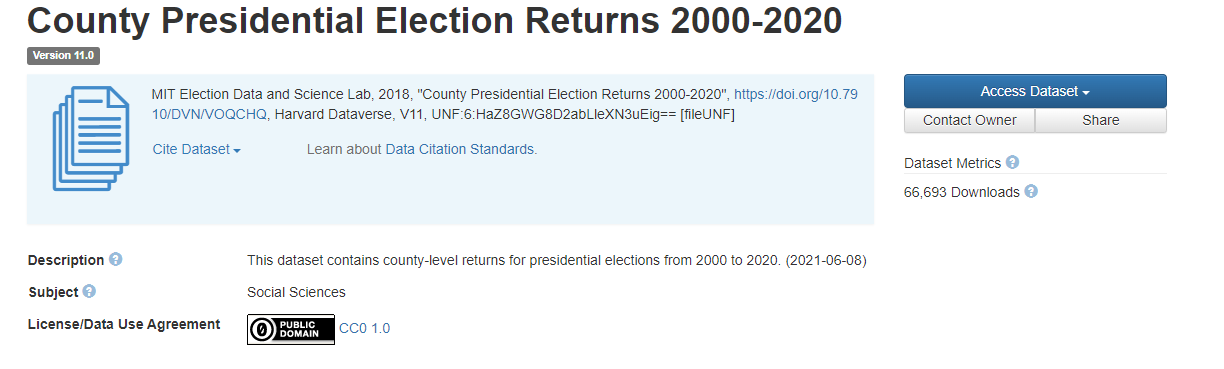 County Presidential Election Returns 2000-2020
Version 11.0
MIT Election Data and Science Lab, 2018, "County Presidential Election Returns 2000-2020", https://doi.org/10.79
10/DVN/VOQCHQ, Harvard Dataverse, V11, UNF:6:HaZ8GWG8D2abLleXN3uEig== [fileUNF]
Cite Dataset
Learn about Data Citation Standards.
Access Dataset
Contact Owner
Share
Dataset Metrics ?
66,693 Downloads ?
Description ?
This dataset contains county-level returns for presidential elections from 2000 to 2020. (2021-06-08)
Subject ?
Social Sciences
License/Data Use Agreement
0 PUBLIC
DOMAIN
CC0 1.0